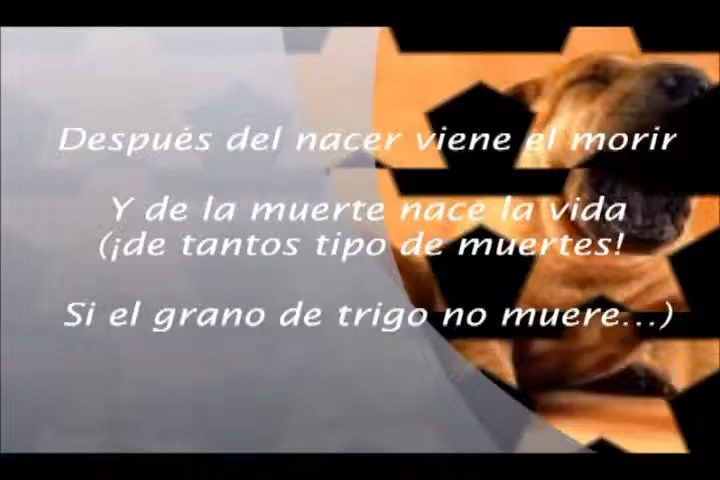 Después del nacer viene el morir
Y de la muerte nace la vida
(¡de tantos tipo de muertes!
Si el grano de trigo no muere...)